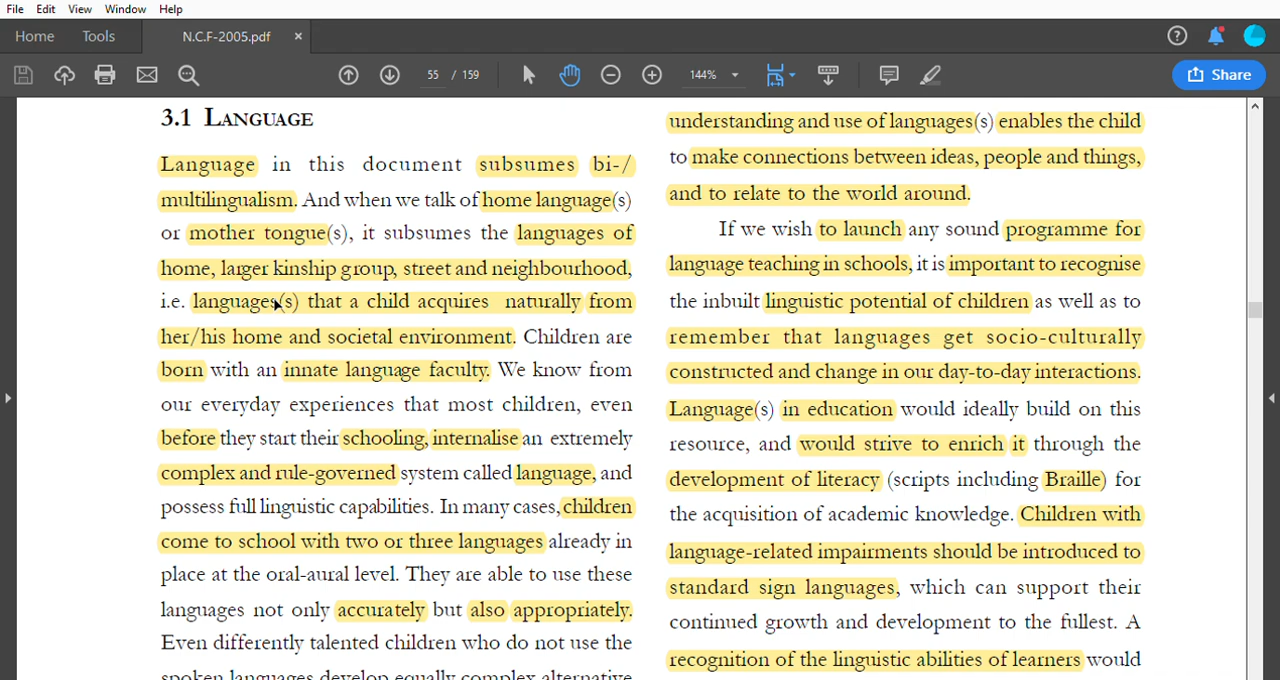 File Edit View Window Help
Home Tools N.C.F-2005.pdf ×
55 / 159 144% Share
3.1 LANGUAGE
Language in this document subsumes bi-/
multilingualism. And when we talk of home language(s)
or mother tongue(s), it subsumes the languages of
home, larger kinship group, street and neighbourhood,
i.e. languages(s) that a child acquires naturally from
her/his home and societal environment. Children are
born with an innate language faculty. We know from
our everyday experiences that most children, even
before they start their schooling, internalise an extremely
complex and rule-governed system called language, and
possess full linguistic capabilities. In many cases, children
come to school with two or three languages already in
place at the oral-aural level. They are able to use these
languages not only accurately but also appropriately.
Even differently talented children who do not use the
spoken languages develop equally complex alternative
understanding and use of languages(s) enables the child
to make connections between ideas, people and things,
and to relate to the world around.
If we wish to launch any sound programme for
language teaching in schools, it is important to recognise
the inbuilt linguistic potential of children as well as to
remember that languages get socio-culturally
constructed and change in our day-to-day interactions.
Language(s) in education would ideally build on this
resource, and would strive to enrich it through the
development of literacy (scripts including Braille) for
the acquisition of academic knowledge. Children with
language-related impairments should be introduced to
standard sign languages, which can support their
continued growth and development to the fullest. A
recognition of the linguistic abilities of learners would